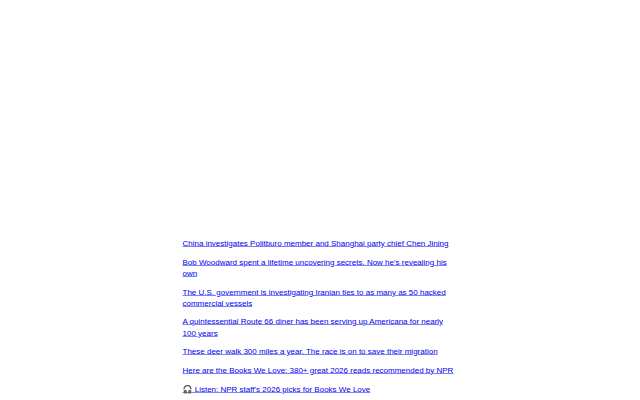 China investigates Politburo member and Shanghai party chief Chen Jining
Bob Woodward spent a lifetime uncovering secrets. Now he's revealing his
own
The U.S. government is investigating Iranian ties to as many as 50 hacked
commercial vessels
A quintessential Route 66 diner has been serving up Americana for nearly
100 years
These deer walk 300 miles a year. The race is on to save their migration
Here are the Books We Love: 380+ great 2026 reads recommended by NPR
🎧 Listen: NPR staff's 2026 picks for Books We Love